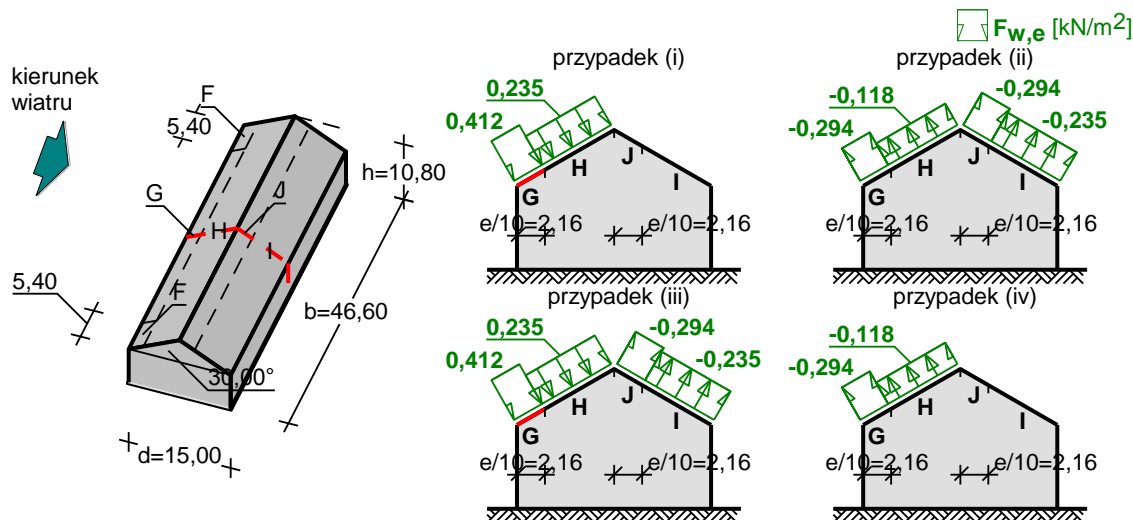 F_w,e [kN/m²]
kierunek
wiatru
F
5,40
G
H
J
I
h=10,80
5,40
F
b=46,60
30,00°
d=15,00
przypadek (i)
0,235
0,412
J
H
I
G
e/10=2,16
e/10=2,16
przypadek (ii)
-0,294
-0,118
-0,235
-0,294
J
H
I
G
e/10=2,16
e/10=2,16
przypadek (iii)
0,235
-0,294
0,412
-0,235
J
H
I
G
e/10=2,16
e/10=2,16
przypadek (iv)
-0,118
-0,294
J
H
I
G
e/10=2,16
e/10=2,16